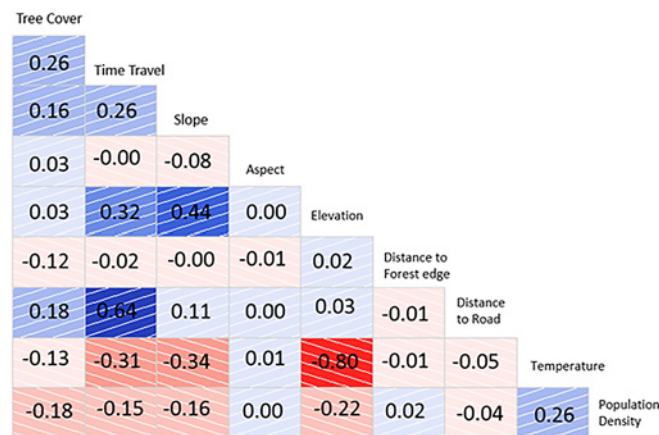 Tree Cover
0.26 Time Travel
0.16 0.26 Slope
0.03 -0.00 -0.08 Aspect
0.03 0.32 0.44 0.00 Elevation
-0.12 -0.02 -0.00 -0.01 0.02 Distance to
Forest edge
0.18 0.64 0.11 0.00 0.03 -0.01 Distance
to Road
-0.13 -0.31 -0.34 0.01 -0.80 -0.01 -0.05 Temperature
-0.18 -0.15 -0.16 0.00 -0.22 0.02 -0.04 0.26 Population
Density